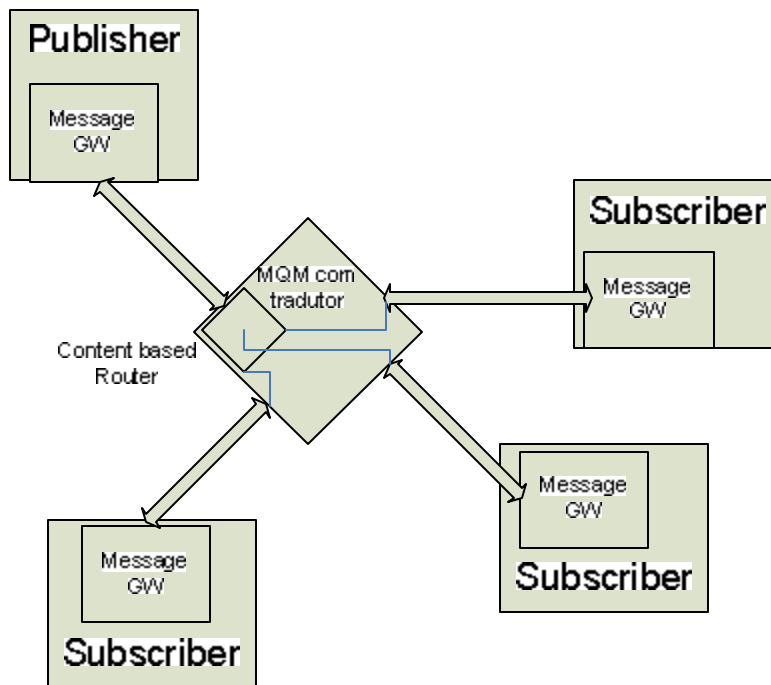 Publisher
Message
GW
Subscriber
Message
GW
MQM com
tradutor
Content based
Router
Message
GW
Subscriber
Message
GW
Subscriber